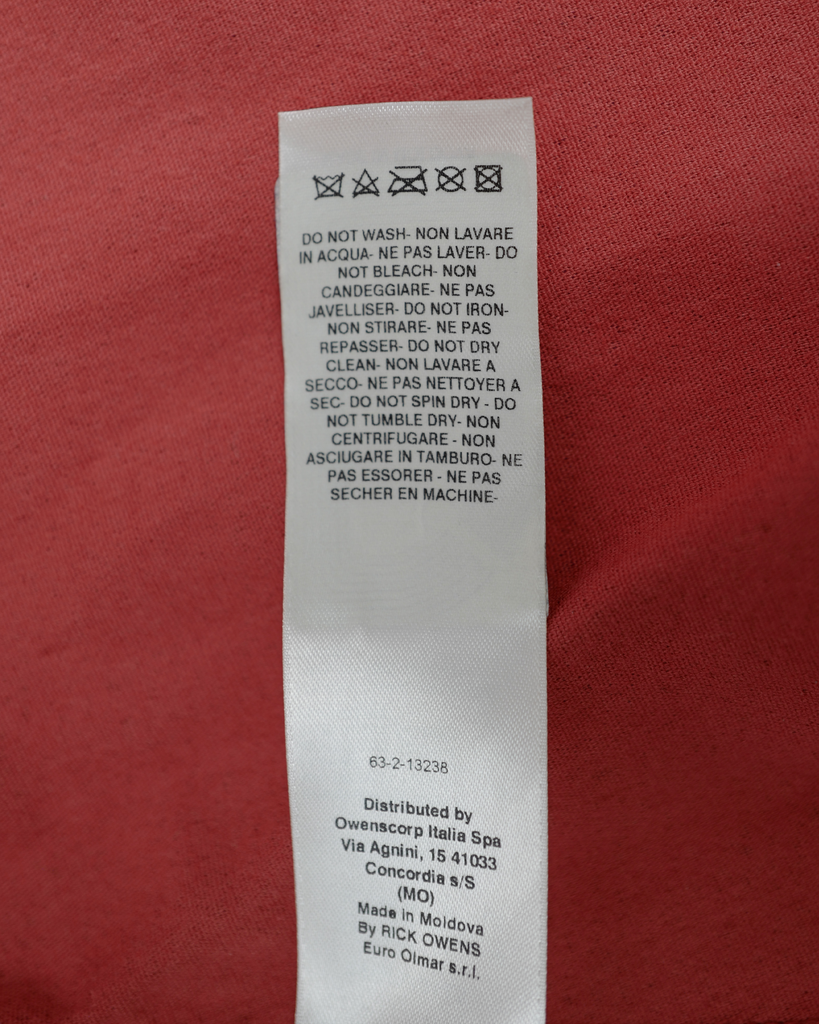 DO NOT WASH- NON LAVARE
IN ACQUA- NE PAS LAVER- DO
NOT BLEACH- NON
CANDEGGIARE- NE PAS
JAVELLISER- DO NOT IRON-
NON STIRARE- NE PAS
REPASSER- DO NOT DRY
CLEAN- NON LAVARE A
SECCO- NE PAS NETTOYER A
SEC- DO NOT SPIN DRY - DO
NOT TUMBLE DRY- NON
CENTRIFUGARE - NON
ASCIUGARE IN TAMBURO- NE
PAS ESSORER - NE PAS
SECHER EN MACHINE-
63-2-13238
Distributed by
Owenscorp Italia Spa
Via Agnini, 15 41033
Concordia s/S
(MO)
Made in Moldova
By RICK OWENS
Euro Olmar s.r.l.